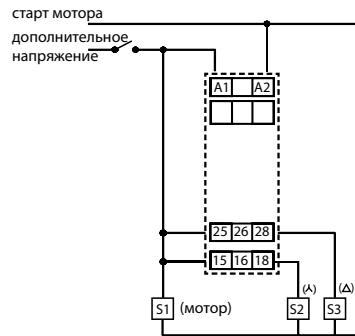 старт мотора
дополнительное
напряжение
A1 A2
25 26 28
15 16 18
S1 (мотор) S2 (⅄) S3 (Δ)